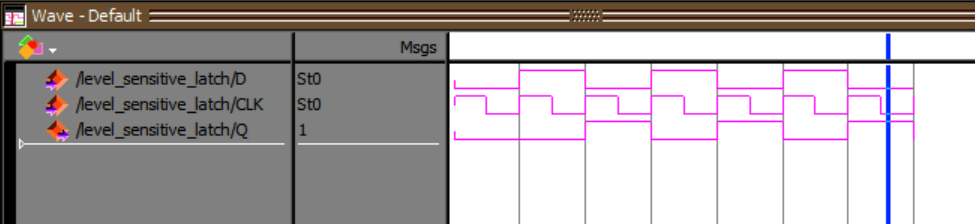 Wave - Default
Msgs
/level_sensitive_latch/D St0
/level_sensitive_latch/CLK St0
/level_sensitive_latch/Q 1